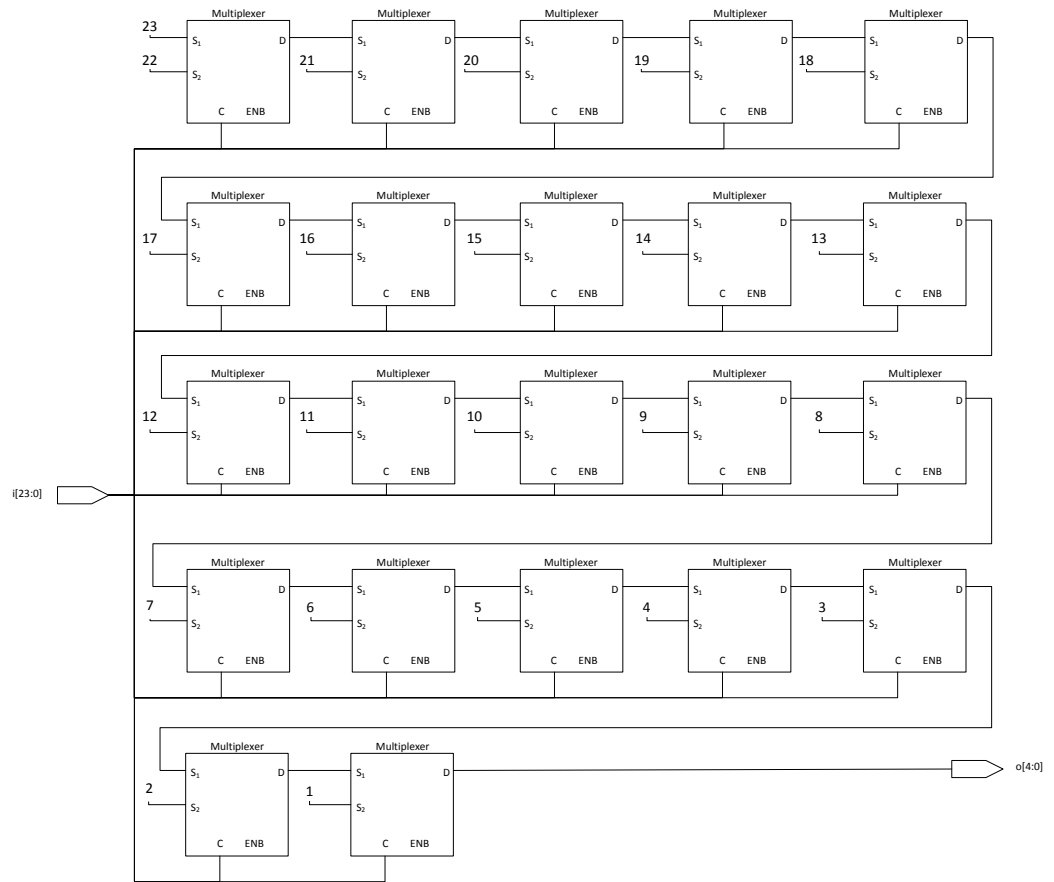 Multiplexer Multiplexer Multiplexer Multiplexer Multiplexer
23 S₁ D S₁ D S₁ D S₁ D S₁ D
22 S₂ 21 S₂ 20 S₂ 19 S₂ 18 S₂
C ENB C ENB C ENB C ENB C ENB
Multiplexer Multiplexer Multiplexer Multiplexer Multiplexer
S₁ D S₁ D S₁ D S₁ D S₁ D
17 S₂ 16 S₂ 15 S₂ 14 S₂ 13 S₂
C ENB C ENB C ENB C ENB C ENB
Multiplexer Multiplexer Multiplexer Multiplexer Multiplexer
S₁ D S₁ D S₁ D S₁ D S₁ D
12 S₂ 11 S₂ 10 S₂ 9 S₂ 8 S₂
C ENB C ENB C ENB C ENB C ENB
i[23:0]
Multiplexer Multiplexer Multiplexer Multiplexer Multiplexer
S₁ D S₁ D S₁ D S₁ D S₁ D
7 S₂ 6 S₂ 5 S₂ 4 S₂ 3 S₂
C ENB C ENB C ENB C ENB C ENB
Multiplexer Multiplexer
S₁ D S₁ D o[4:0]
2 S₂ 1 S₂
C ENB C ENB